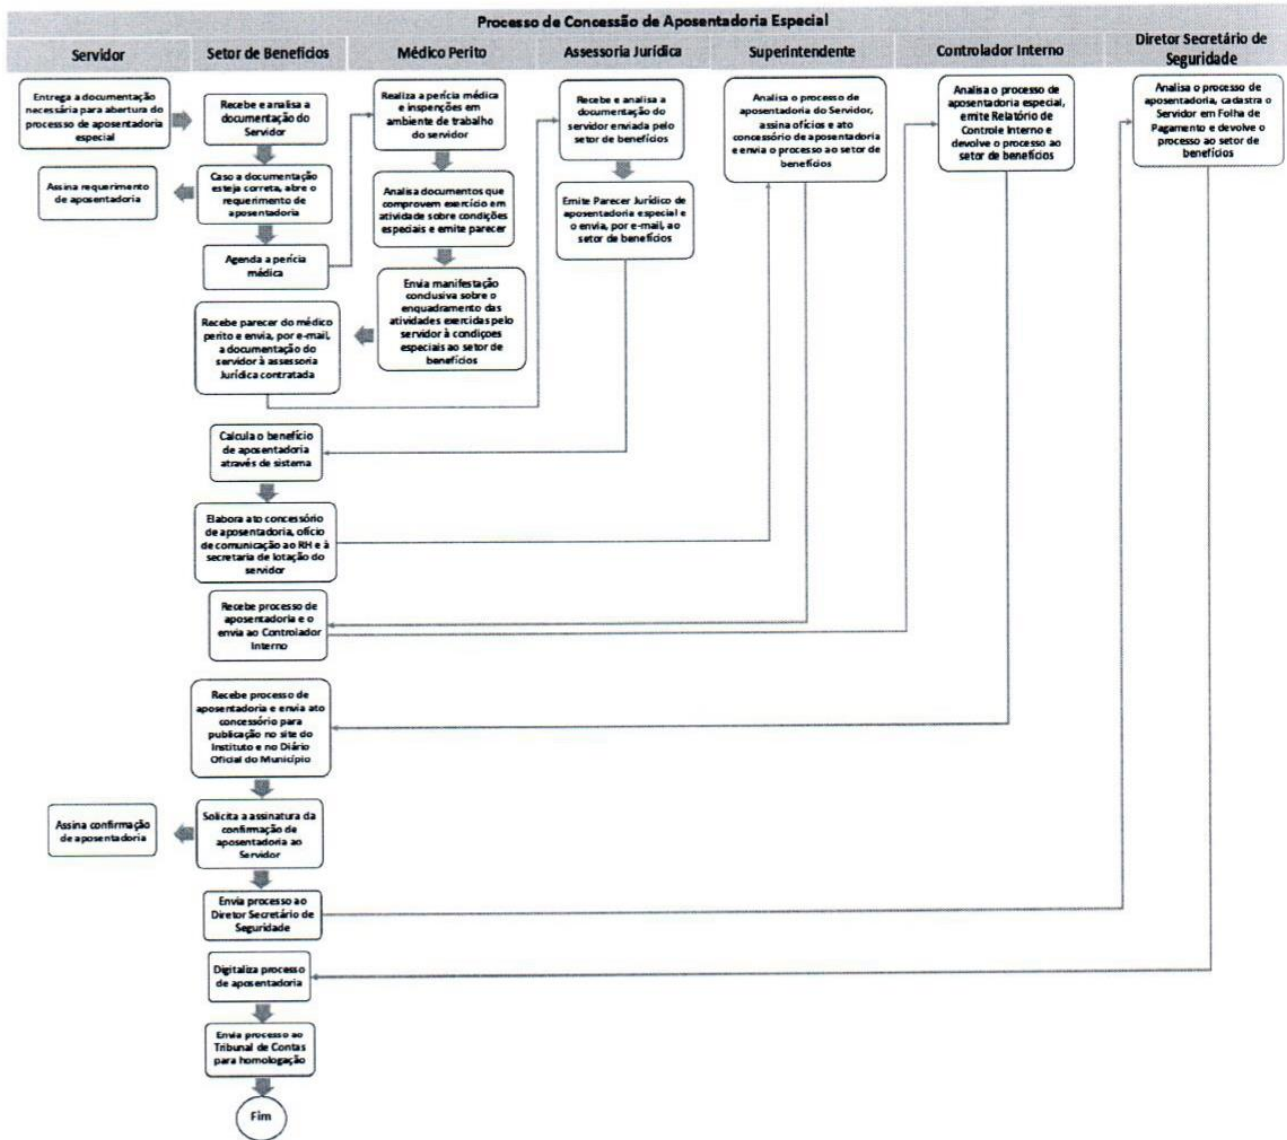 Processo de Concessão de Aposentadoria Especial
Servidor
Setor de Benefícios
Médico Perito
Assessoria Jurídica
Superintendente
Controlador Interno
Diretor Secretário de
Seguridade
Entrega a documentação
necessária para abertura do
processo de aposentadoria
especial
Recebe e analisa a
documentação do
Servidor
Realiza a perícia médica
e inspenções em
ambiente de trabalho
do servidor
Recebe e analisa a
documentação do
servidor enviada pelo
setor de benefícios
Analisa o processo de
aposentadoria do Servidor,
assina ofícios e ato
concessório de aposentadoria
e envia o processo ao setor de
benefícios
Analisa o processo de
aposentadoria especial,
emite Relatório de
Controle Interno e
devolve o processo ao
setor de benefícios
Analisa o processo de
aposentadoria, cadastra o
Servidor em Folha de
Pagamento e devolve o
processo ao setor de
benefícios
Assina requerimento
de aposentadoria
Caso a documentação
esteja correta, abre o
requerimento de
aposentadoria
Analisa documentos que
comprovem exercício em
atividade sobre condições
especiais e emite parecer
Emite Parecer Jurídico de
aposentadoria especial e
o envia, por e-mail, ao
setor de benefícios
Agenda a perícia
médica
Envia manifestação
conclusiva sobre o
enquadramento das
atividades exercidas pelo
servidor à condiçoes
especiais ao setor de
benefícios
Recebe parecer do médico
perito e envia, por e-mail,
a documentação do
servidor à assessoria
Jurídica contratada
Calcula o benefício
de aposentadoria
através de sistema
Elabora ato concessório
de aposentadoria, ofício
de comunicação ao RH e à
secretaria de lotação do
servidor
Recebe processo de
aposentadoria e o
envia ao Controlador
Interno
Recebe processo de
aposentadoria e envia ato
concessório para
publicação no site do
Instituto e no Diário
Oficial do Município
Assina confirmação
de aposentadoria
Solicita a assinatura da
confirmação de
aposentadoria ao
Servidor
Envia processo ao
Diretor Secretário de
Seguridade
Digitaliza processo
de aposentadoria
Envia processo ao
Tribunal de Contas
para homologação
Fim